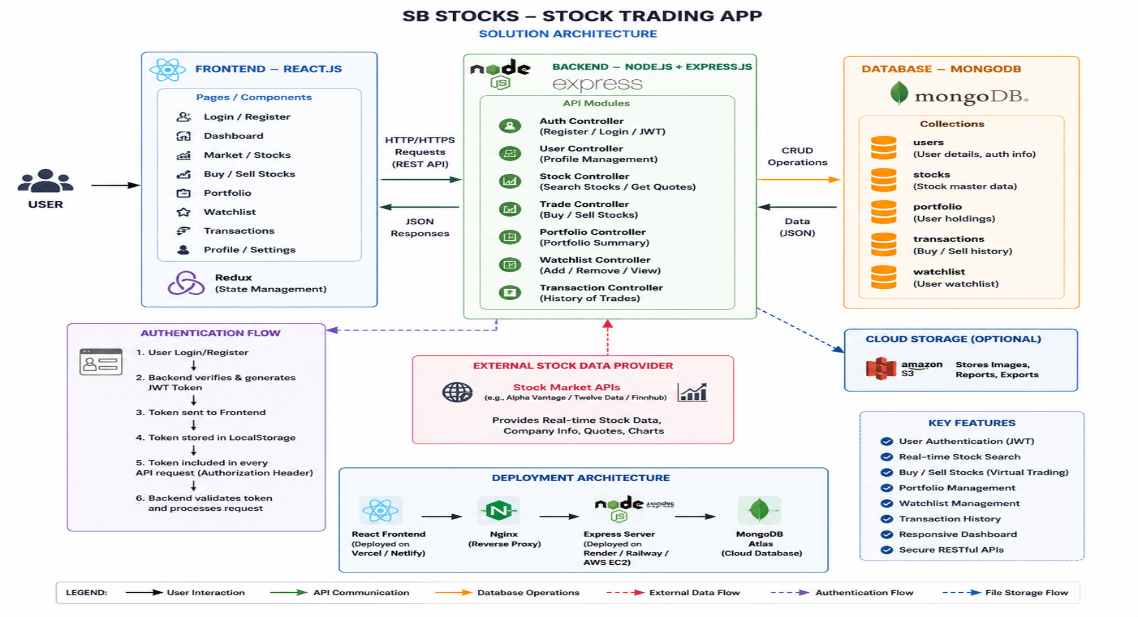 SB STOCKS – STOCK TRADING APP
SOLUTION ARCHITECTURE
USER
FRONTEND – REACT.JS
Pages / Components
Login / Register
Dashboard
Market / Stocks
Buy / Sell Stocks
Portfolio
Watchlist
Transactions
Profile / Settings
Redux
(State Management)
HTTP/HTTPS
Requests
(REST API)
JSON
Responses
node
JS
BACKEND – NODE.JS + EXPRESS.JS
express
API Modules
Auth Controller
(Register / Login / JWT)
User Controller
(Profile Management)
Stock Controller
(Search Stocks / Get Quotes)
Trade Controller
(Buy / Sell Stocks)
Portfolio Controller
(Portfolio Summary)
Watchlist Controller
(Add / Remove / View)
Transaction Controller
(History of Trades)
CRUD
Operations
Data
(JSON)
DATABASE – MONGODB
mongoDB.
Collections
users
(User details, auth info)
stocks
(Stock master data)
portfolio
(User holdings)
transactions
(Buy / Sell history)
watchlist
(User watchlist)
AUTHENTICATION FLOW
1. User Login/Register
2. Backend verifies & generates
JWT Token
3. Token sent to Frontend
4. Token stored in LocalStorage
5. Token included in every
API request (Authorization Header)
6. Backend validates token
and processes request
EXTERNAL STOCK DATA PROVIDER
Stock Market APIs
(e.g., Alpha Vantage / Twelve Data / Finnhub)
Provides Real-time Stock Data,
Company Info, Quotes, Charts
CLOUD STORAGE (OPTIONAL)
amazon
S3
Stores Images,
Reports, Exports
KEY FEATURES
User Authentication (JWT)
Real-time Stock Search
Buy / Sell Stocks (Virtual Trading)
Portfolio Management
Watchlist Management
Transaction History
Responsive Dashboard
Secure RESTful APIs
DEPLOYMENT ARCHITECTURE
React Frontend
(Deployed on
Vercel / Netlify)
N
Nginx
(Reverse Proxy)
node
JS
Express Server
(Deployed on
Render / Railway /
AWS EC2)
MongoDB
Atlas
(Cloud Database)
LEGEND:
User Interaction
API Communication
Database Operations
External Data Flow
Authentication Flow
File Storage Flow